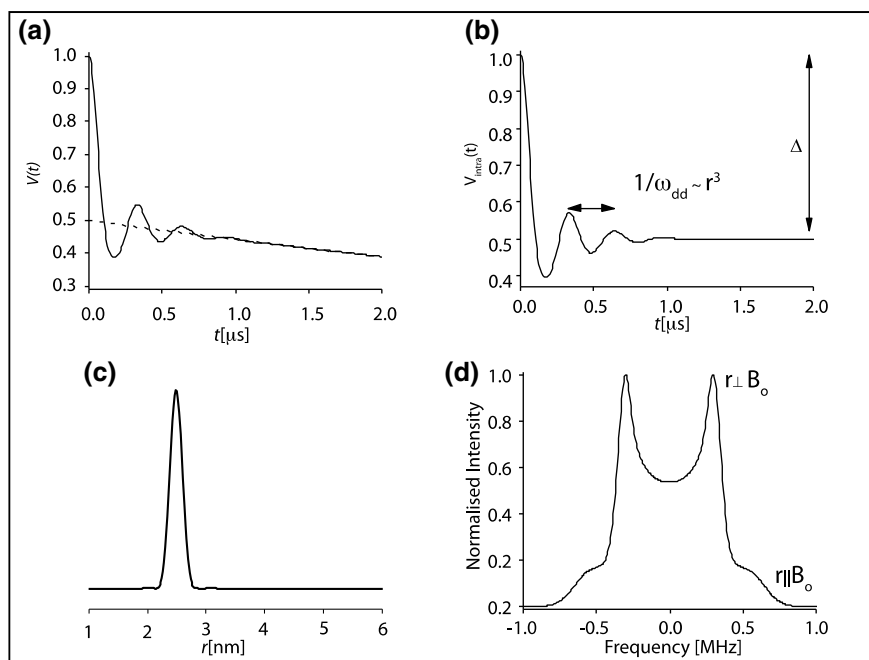 (a)
V(t)
1.0
0.9
0.8
0.7
0.6
0.5
0.4
0.3
0.0 0.5 1.0 1.5 2.0
t[μs]
(b)
V_intra(t)
1.0
0.9
0.8
0.7
0.6
0.5
0.4
1/ω_dd ~ r³
Δ
0.0 0.5 1.0 1.5 2.0
t[μs]
(c)
1 2 3 4 5 6
r[nm]
(d)
Normalised Intensity
1.0
0.8
0.6
0.2
0.2
r⊥B_o
r||B_o
-1.0 -0.5 0.0 0.5 1.0
Frequency [MHz]